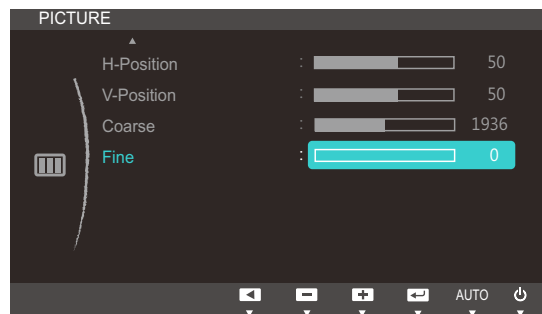 PICTURE
H-Position : 50
V-Position : 50
Coarse : 1936
Fine : 0
AUTO